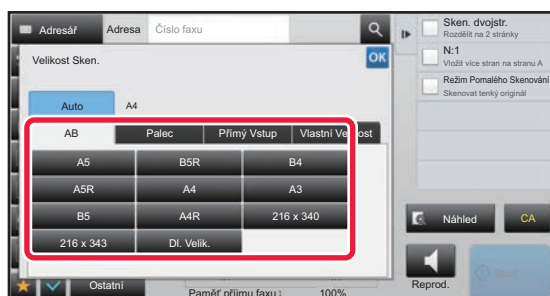 Adresář
Adresa
Číslo faxu
Velikost Sken.
OK
Auto
A4
AB
Palec
Přímý Vstup
Vlastní Velikost
A5
B5R
B4
A5R
A4
A3
B5
A4R
216 x 340
216 x 343
Dl. Velik.
Ostatní
Paměť příjmu faxu:
100%
Sken. dvojstr.
Rozdělit na 2 stránky
N:1
Vložit více stran na stranu A
Režim Pomalého Skenování
Skenovat tenký originál
Náhled
CA
Reprod.
Start